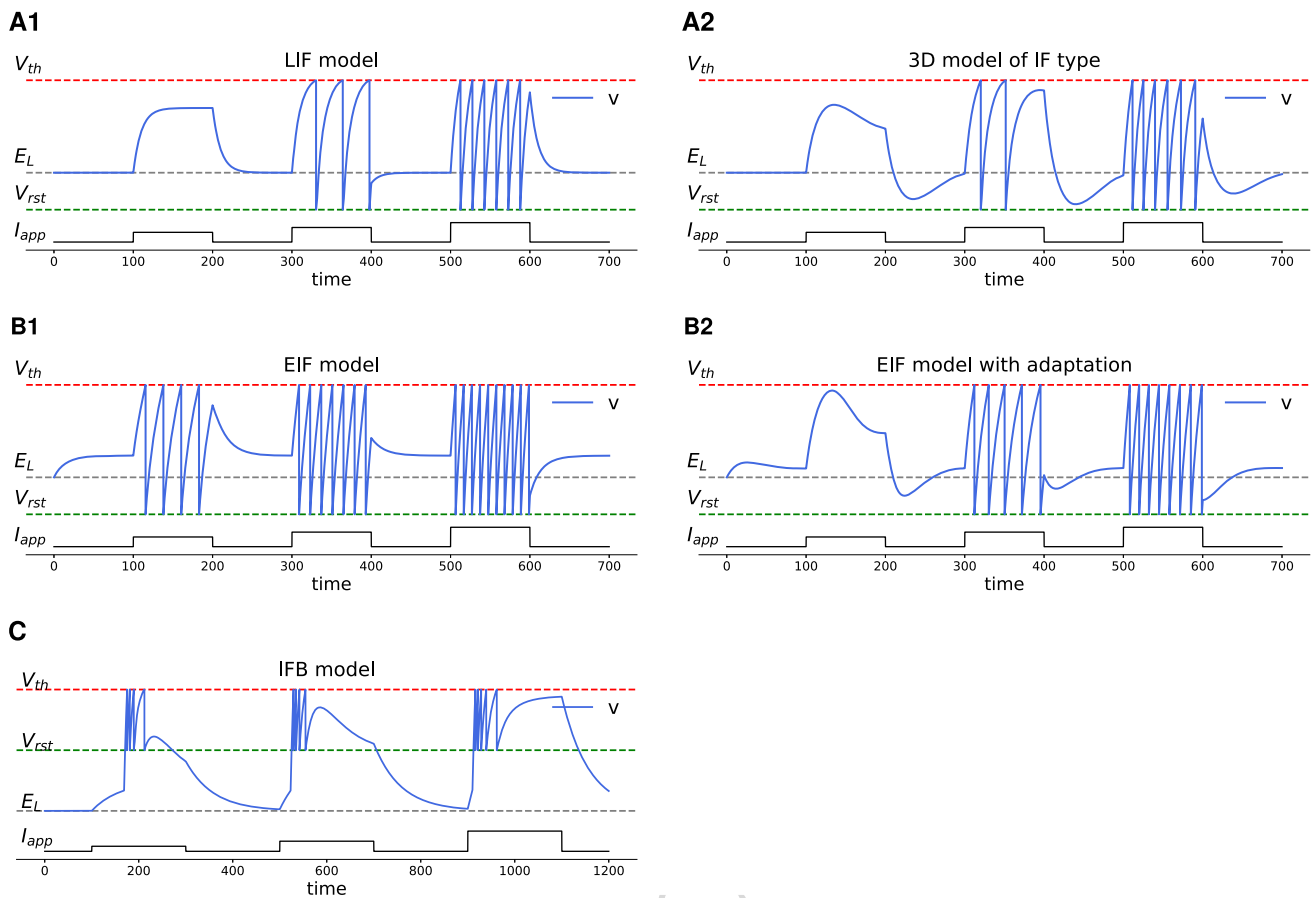 A1
LIF model
V_th
v
E_L
V_rst
I_app
0 100 200 300 400 500 600 700
time
A2
3D model of IF type
V_th
v
E_L
V_rst
I_app
0 100 200 300 400 500 600 700
time
B1
EIF model
V_th
v
E_L
V_rst
I_app
0 100 200 300 400 500 600 700
time
B2
EIF model with adaptation
V_th
v
E_L
V_rst
I_app
0 100 200 300 400 500 600 700
time
C
IFB model
V_th
v
V_rst
E_L
I_app
0 200 400 600 800 1000 1200
time